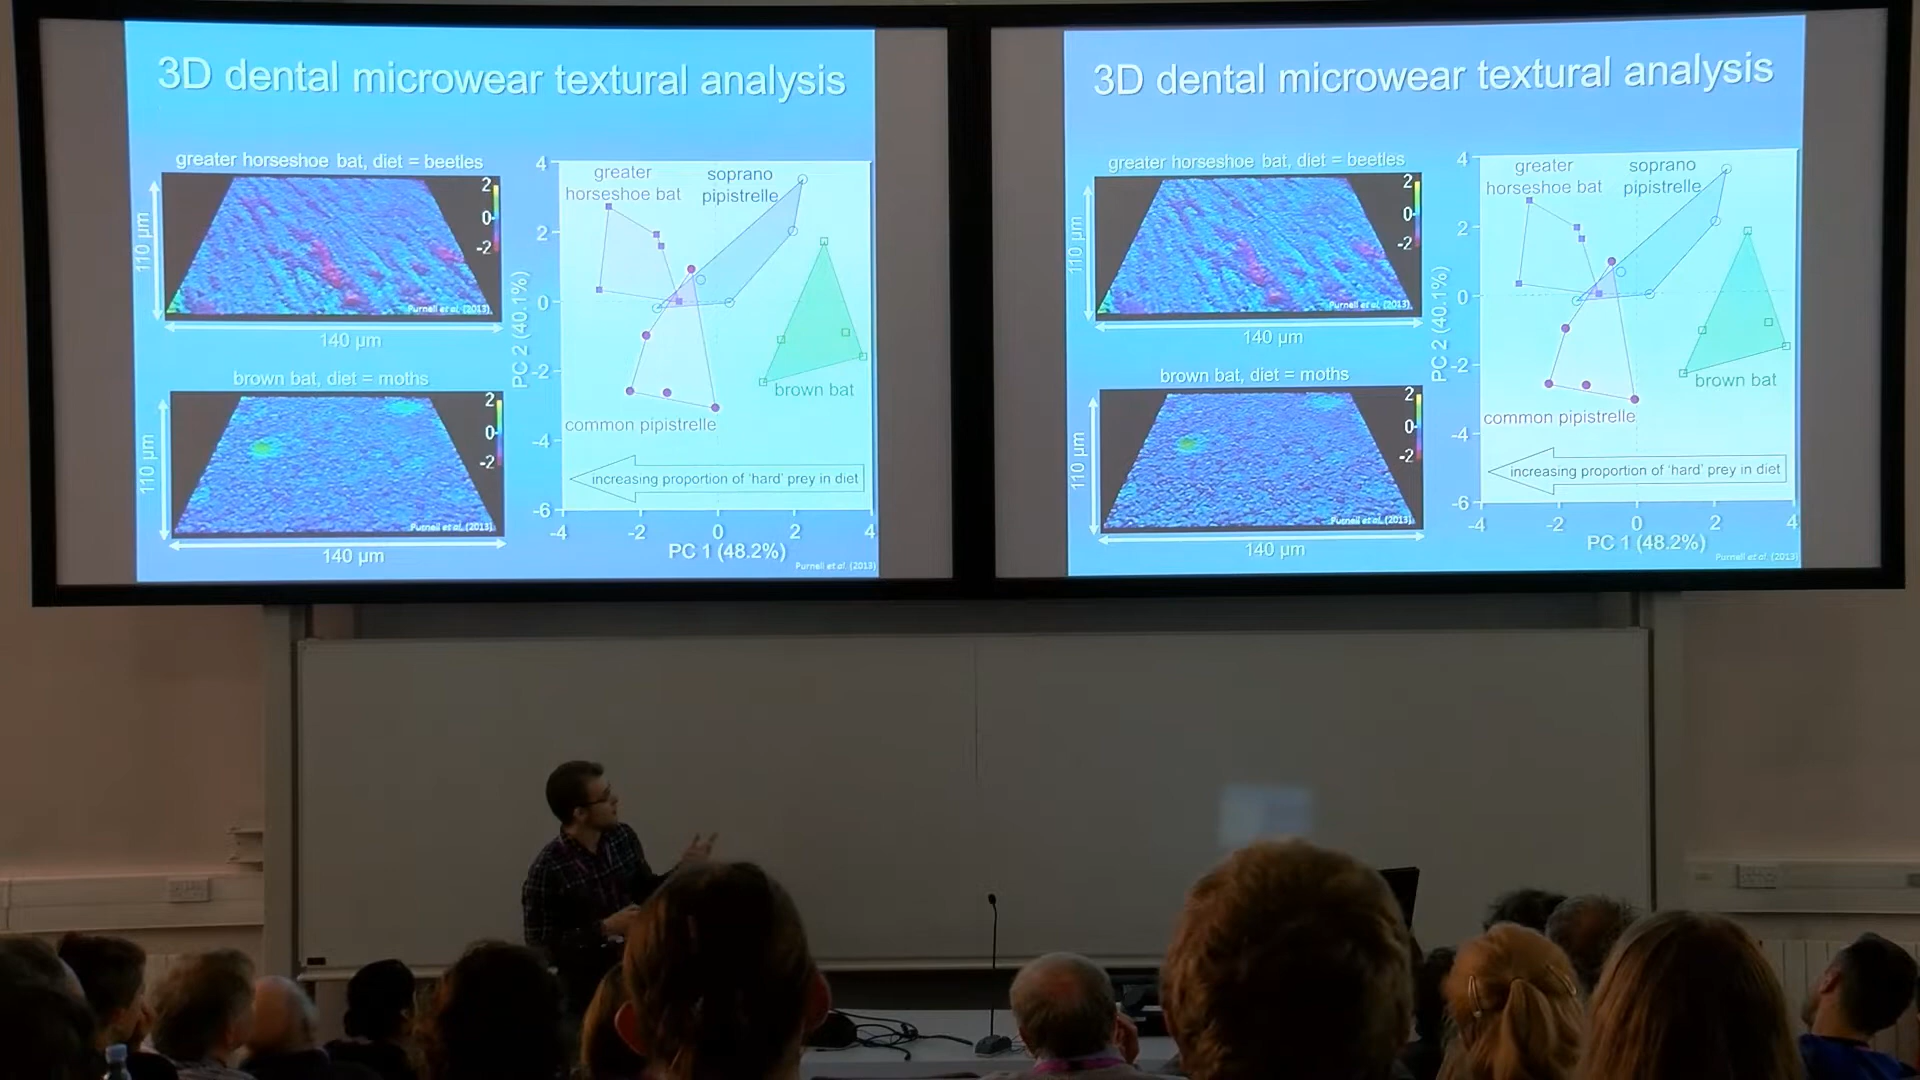 3D dental microwear textural analysis
greater horseshoe bat, diet = beetles
2
0
-2
110 µm
Purnell et al. (2013)
140 µm
brown bat, diet = moths
2
0
-2
110 µm
Purnell et al. (2013)
140 µm
4
2
0
-2
-4
-6
PC 2 (40.1%)
greater
horseshoe bat
soprano
pipistrelle
brown bat
common pipistrelle
increasing proportion of ‘hard’ prey in diet
-4
-2
0
2
4
PC 1 (48.2%)
Purnell et al. (2013)
3D dental microwear textural analysis
greater horseshoe bat, diet = beetles
2
0
-2
110 µm
Purnell et al. (2013)
140 µm
brown bat, diet = moths
2
0
-2
110 µm
Purnell et al. (2013)
140 µm
4
2
0
-2
-4
-6
PC 2 (40.1%)
greater
horseshoe bat
soprano
pipistrelle
brown bat
common pipistrelle
increasing proportion of ‘hard’ prey in diet
-4
-2
0
2
4
PC 1 (48.2%)
Purnell et al. (2013)